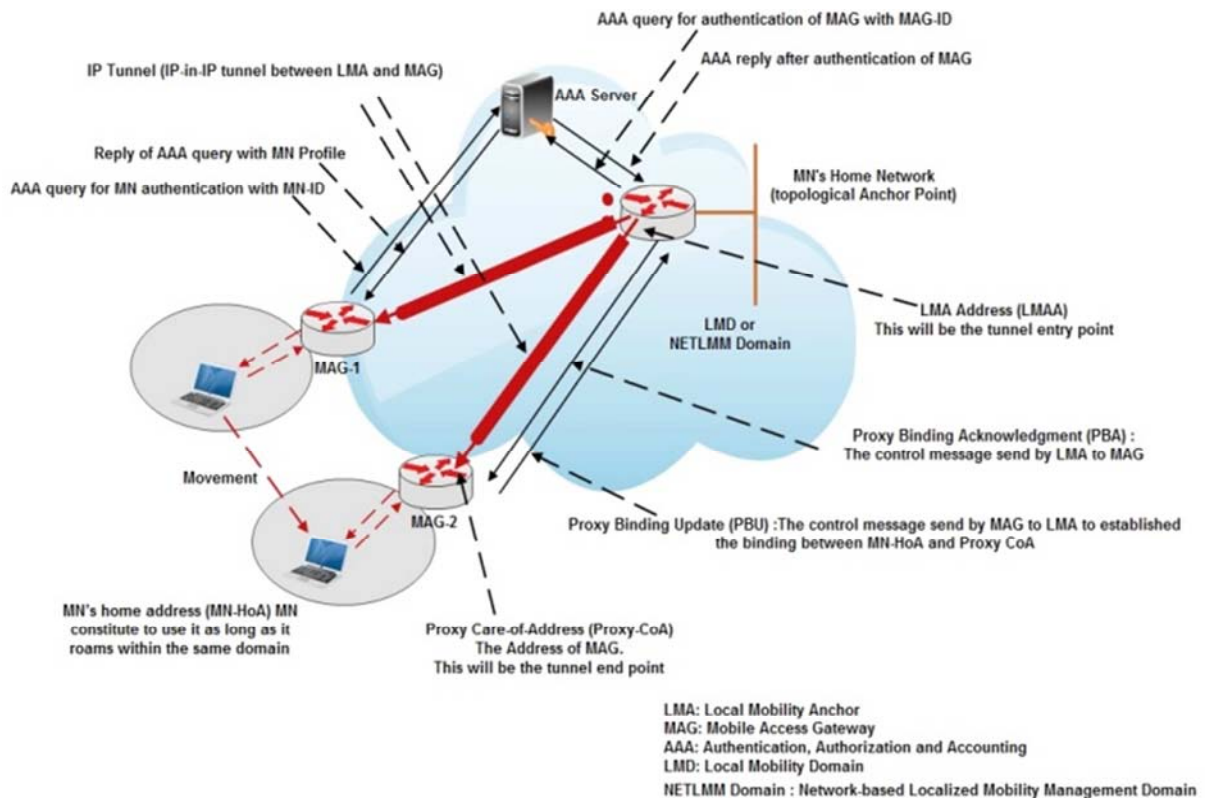 AAA query for authentication of MAG with MAG-ID
AAA reply after authentication of MAG
IP Tunnel (IP-in-IP tunnel between LMA and MAG)
AAA Server
Reply of AAA query with MN Profile
AAA query for MN authentication with MN-ID
MN's Home Network
(topological Anchor Point)
LMA Address (LMAA)
This will be the tunnel entry point
LMD or
NETLMM Domain
MAG-1
Movement
MAG-2
Proxy Binding Acknowledgment (PBA) :
The control message send by LMA to MAG
Proxy Binding Update (PBU) :The control message send by MAG to LMA to established
the binding between MN-HoA and Proxy CoA
MN's home address (MN-HoA) MN
constitute to use it as long as it
roams within the same domain
Proxy Care-of-Address (Proxy-CoA)
The Address of MAG.
This will be the tunnel end point
LMA: Local Mobility Anchor
MAG: Mobile Access Gateway
AAA: Authentication, Authorization and Accounting
LMD: Local Mobility Domain
NETLMM Domain : Network-based Localized Mobility Management Domain